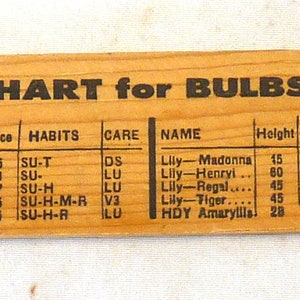 HART for BULBS
ce HABITS CARE NAME Height
SU-T DS Lily—Madonna 15
SU- LU Lily—Henryi.. 60
SU-H LU Lily—Regal.... 45
SU-H-M-R V3 Lily—Tiger.... 45
SU-H-R LU HDY Amaryllis 28